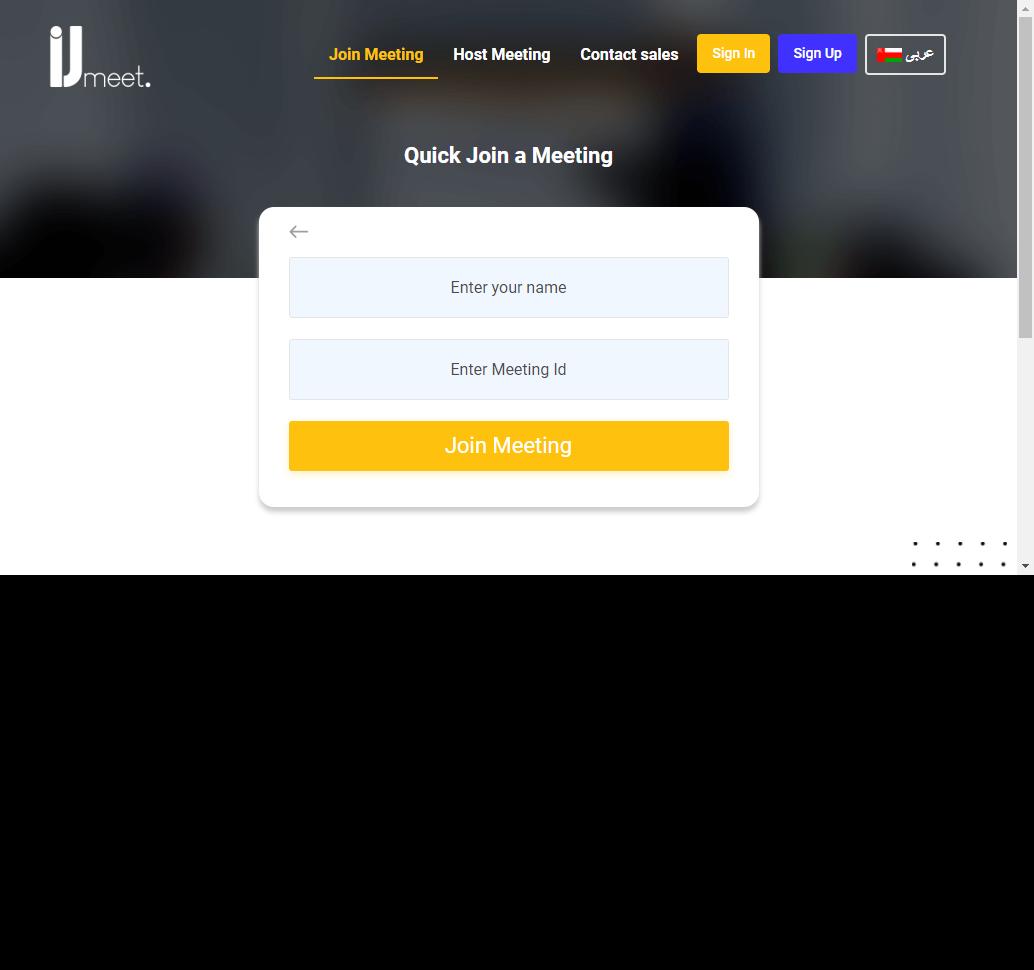 iJmeet.
Join Meeting
Host Meeting
Contact sales
Sign In
Sign Up
عربى
Quick Join a Meeting
Enter your name
Enter Meeting Id
Join Meeting